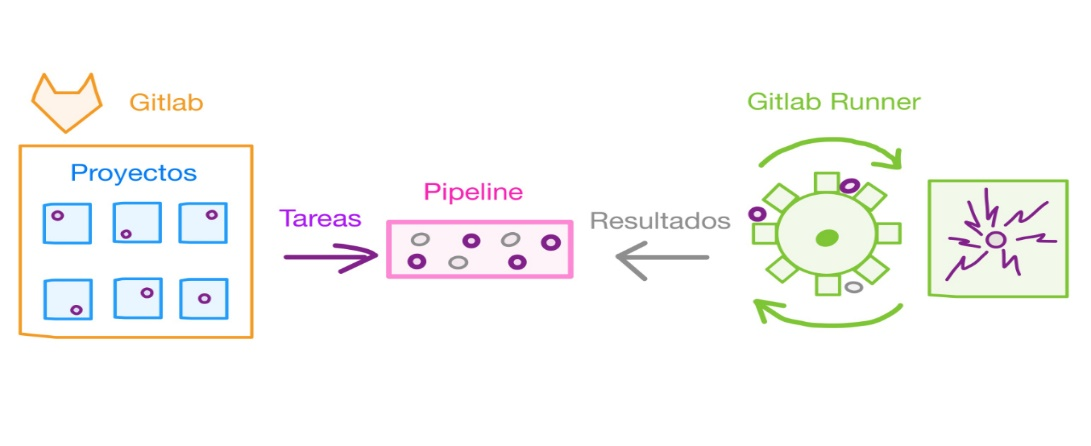 Gitlab
Proyectos
Tareas
Pipeline
Resultados
Gitlab Runner